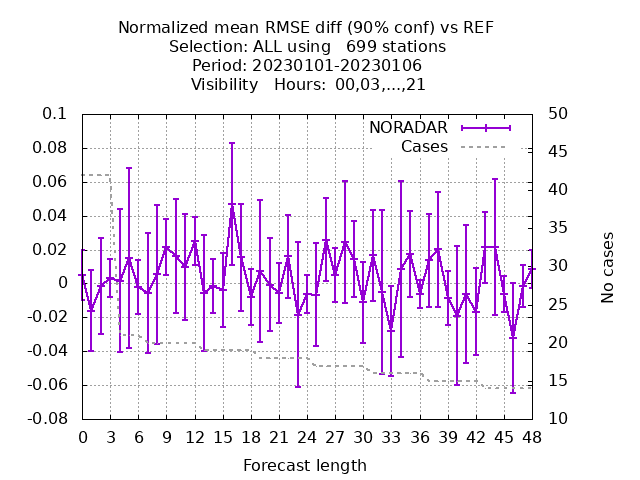 Normalized mean RMSE diff (90% conf) vs REF
Selection: ALL using   699 stations
Period: 20230101-20230106
Visibility   Hours:  00,03,...,21
NORADAR
Cases
0.1
0.08
0.06
0.04
0.02
0
-0.02
-0.04
-0.06
-0.08
50
45
40
35
30
25
20
15
10
No cases
0 3 6 9 12 15 18 21 24 27 30 33 36 39 42 45 48
Forecast length